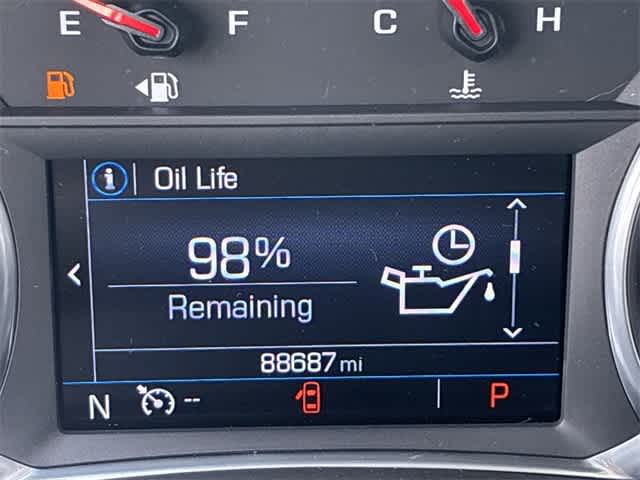 E F C H
Oil Life
98%
Remaining
88687 mi
N -- P